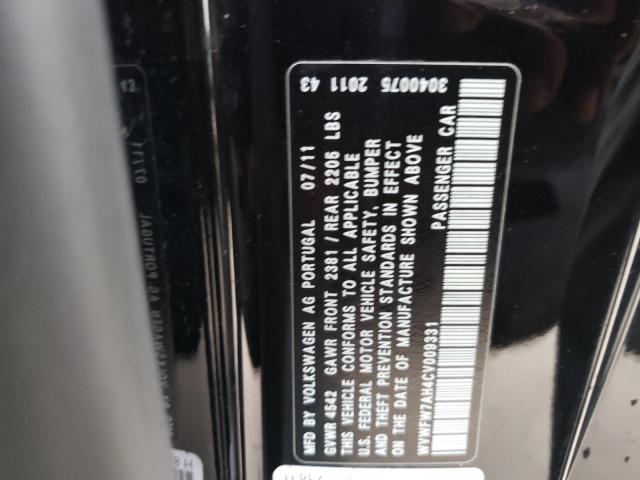 MFD BY VOLKSWAGEN AG PORTUGAL 07/11 2011 43
GVWR 4542 GAWR FRONT 2381 / REAR 2205 LBS
THIS VEHICLE CONFORMS TO ALL APPLICABLE
U.S. FEDERAL MOTOR VEHICLE SAFETY, BUMPER
AND THEFT PREVENTION STANDARDS IN EFFECT
ON THE DATE OF MANUFACTURE SHOWN ABOVE
WVWFW7AH4CV009331 PASSENGER CAR
3040075